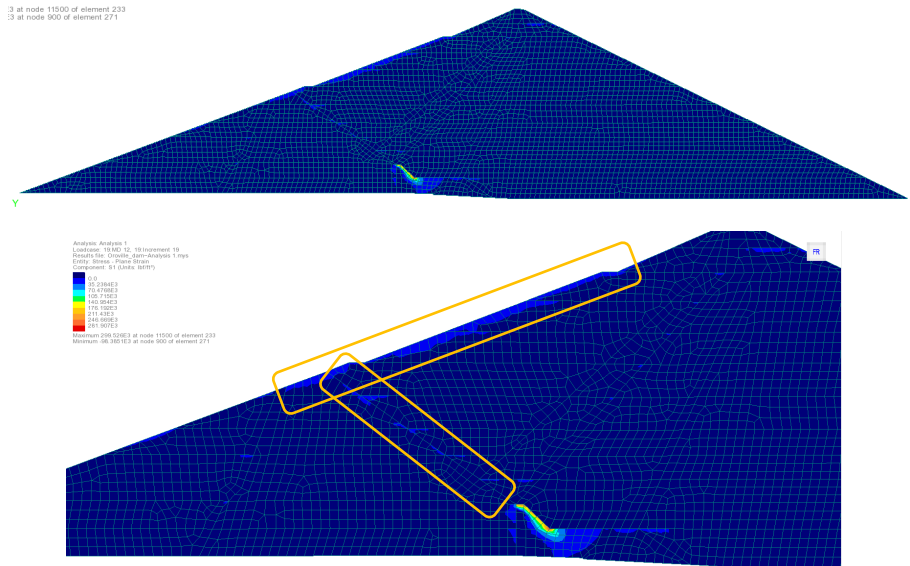 :3 at node 11500 of element 233
:3 at node 900 of element 271
Y
Analysis: Analysis 1
Loadcase: 19:MD 12, 19:Increment 19
Results file: Oroville_dam~Analysis 1.mys
Entity: Stress - Plane Strain
Component: S1 (Units: lbf/ft²)
0.0
35.2384E3
70.4768E3
105.715E3
140.954E3
176.192E3
211.43E3
246.669E3
281.907E3
Maximum 299.526E3 at node 11500 of element 233
Minimum -96.3851E3 at node 900 of element 271
FR